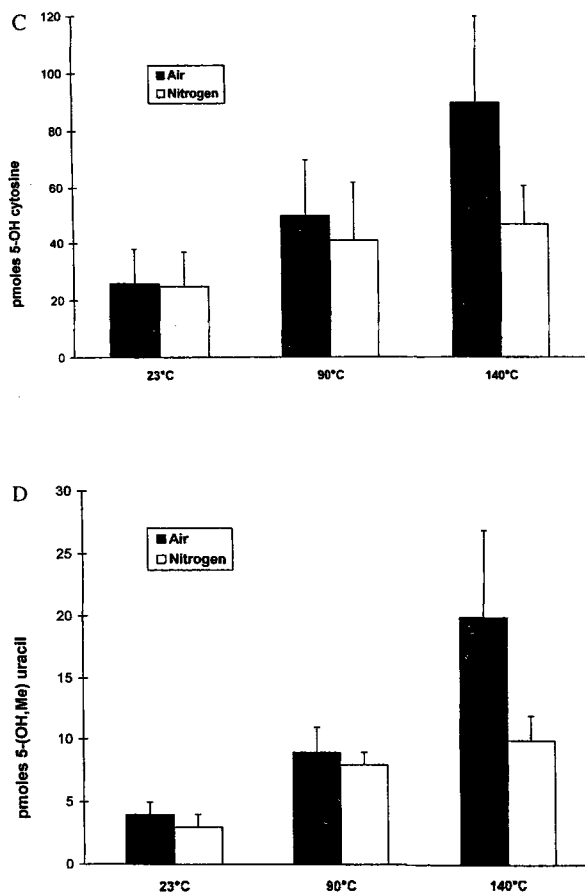 C
120
Air
Nitrogen
100
80
60
40
20
0
pmoles 5-OH cytosine
23°C
90°C
140°C
D
30
Air
Nitrogen
25
20
15
10
5
0
pmoles 5-(OH,Me) uracil
23°C
90°C
140°C